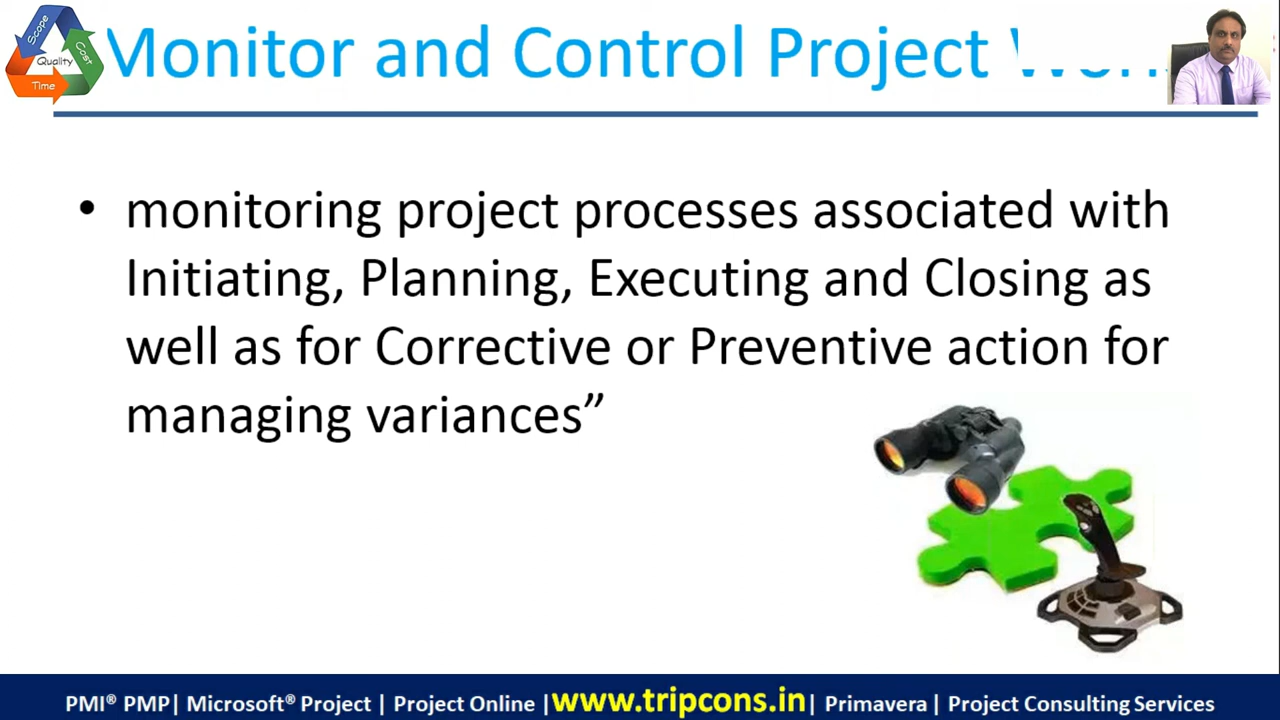 Scope
Cost
Quality
TIme
Monitor and Control Project Work
• monitoring project processes associated with
Initiating, Planning, Executing and Closing as
well as for Corrective or Preventive action for
managing variances”
PMI® PMP| Microsoft® Project | Project Online |www.tripcons.in| Primavera | Project Consulting Services